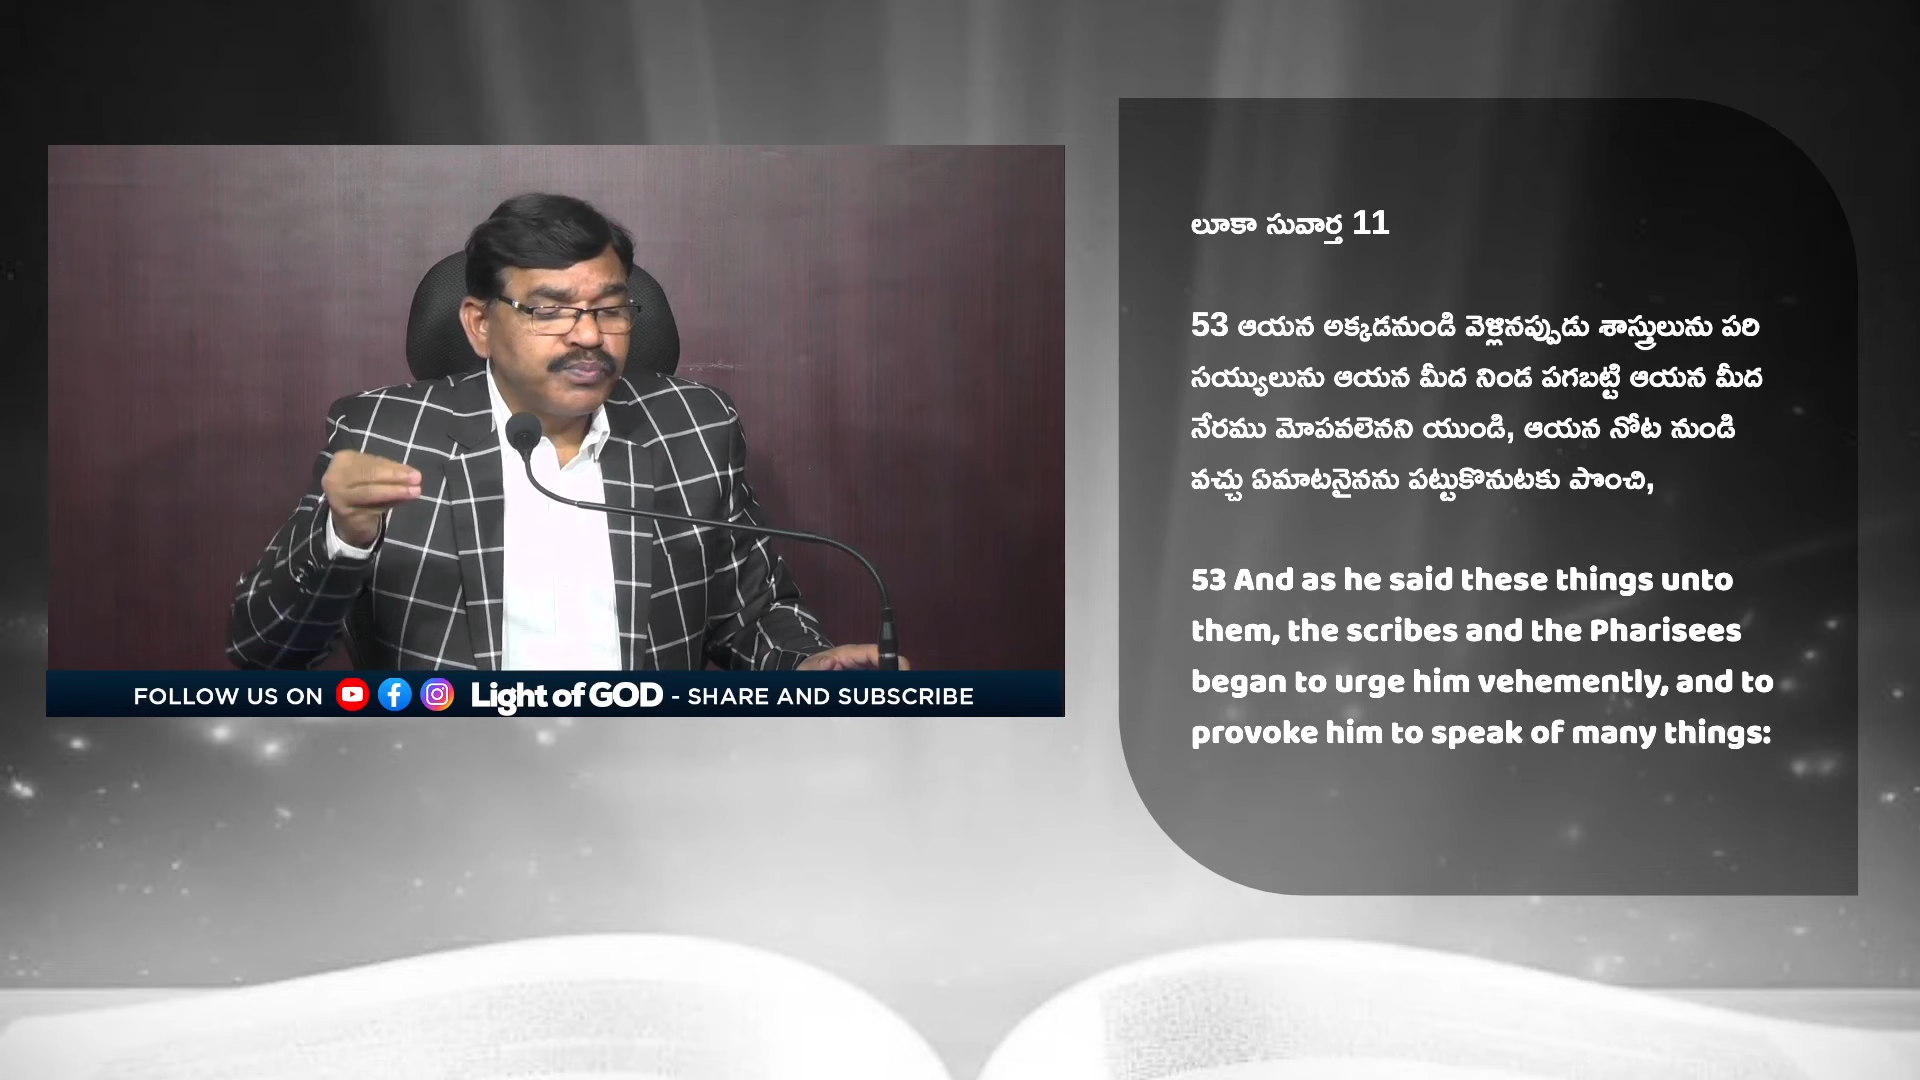 లూకా సువార్త 11
53 ఆయన అక్కడనుండి వెళ్లినప్పుడు శాస్త్రులును పరి
సయ్యులును ఆయన మీద నిండ పగబట్టి ఆయన మీద
నేరము మోపవలెనని యుండి, ఆయన నోట నుండి
వచ్చు ఏమాటనైనను పట్టుకొనుటకు పొంచి,
53 And as he said these things unto
them, the scribes and the Pharisees
began to urge him vehemently, and to
provoke him to speak of many things:
FOLLOW US ON Light of GOD - SHARE AND SUBSCRIBE